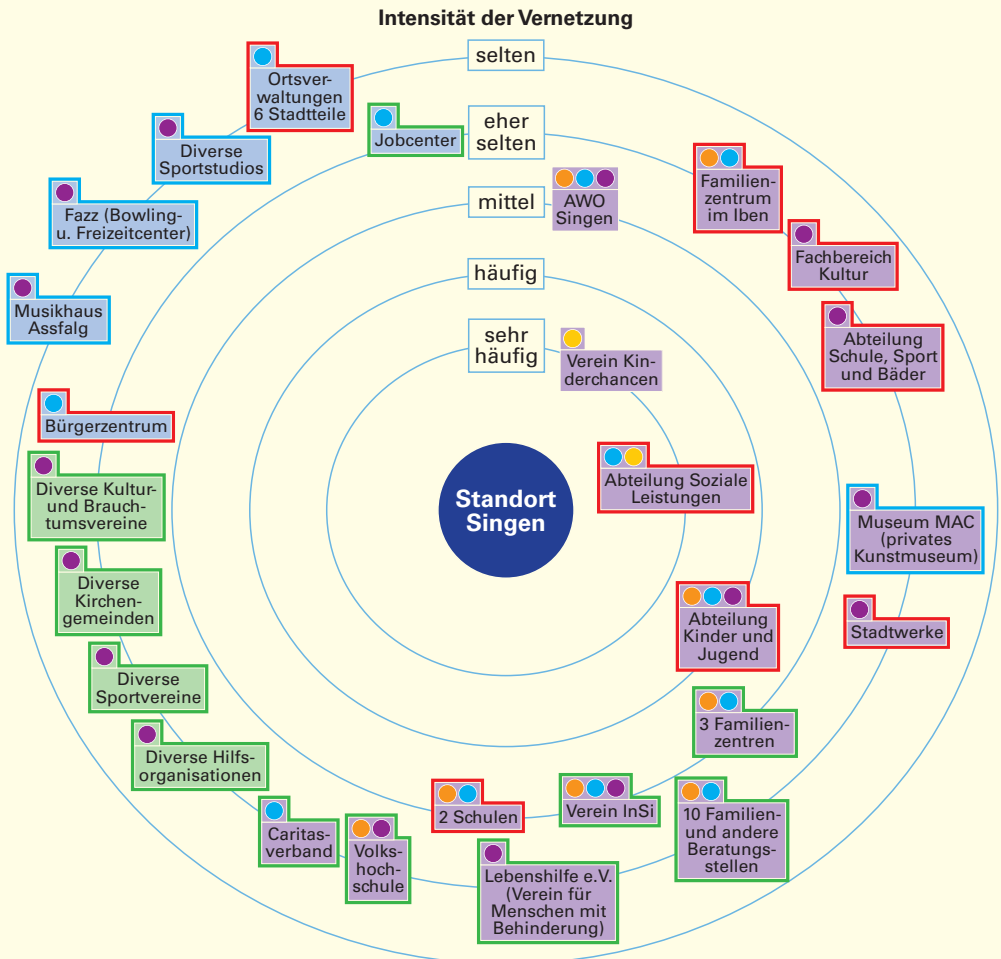 Intensität der Vernetzung
selten
Ortsver-
waltungen
6 Stadtteile
eher
selten
Jobcenter
Diverse
Sportstudios
Familien-
zentrum
im Iben
mittel
AWO
Singen
Fazz (Bowling-
u. Freizeitcenter)
Fachbereich
Kultur
häufig
Musikhaus
Assfalg
Abteilung
Schule, Sport
und Bäder
sehr
häufig
Verein Kin-
derchancen
Bürgerzentrum
Abteilung Soziale
Leistungen
Standort
Singen
Diverse Kultur-
und Brauch-
tumsvereine
Museum MAC
(privates
Kunstmuseum)
Diverse
Kirchen-
gemeinden
Abteilung
Kinder und
Jugend
Stadtwerke
Diverse
Sportvereine
3 Familien-
zentren
Diverse Hilfs-
organisationen
2 Schulen
Verein InSi
10 Familien-
und andere
Beratungs-
stellen
Caritas-
verband
Volks-
hoch-
schule
Lebenshilfe e.V.
(Verein für
Menschen mit
Behinderung)